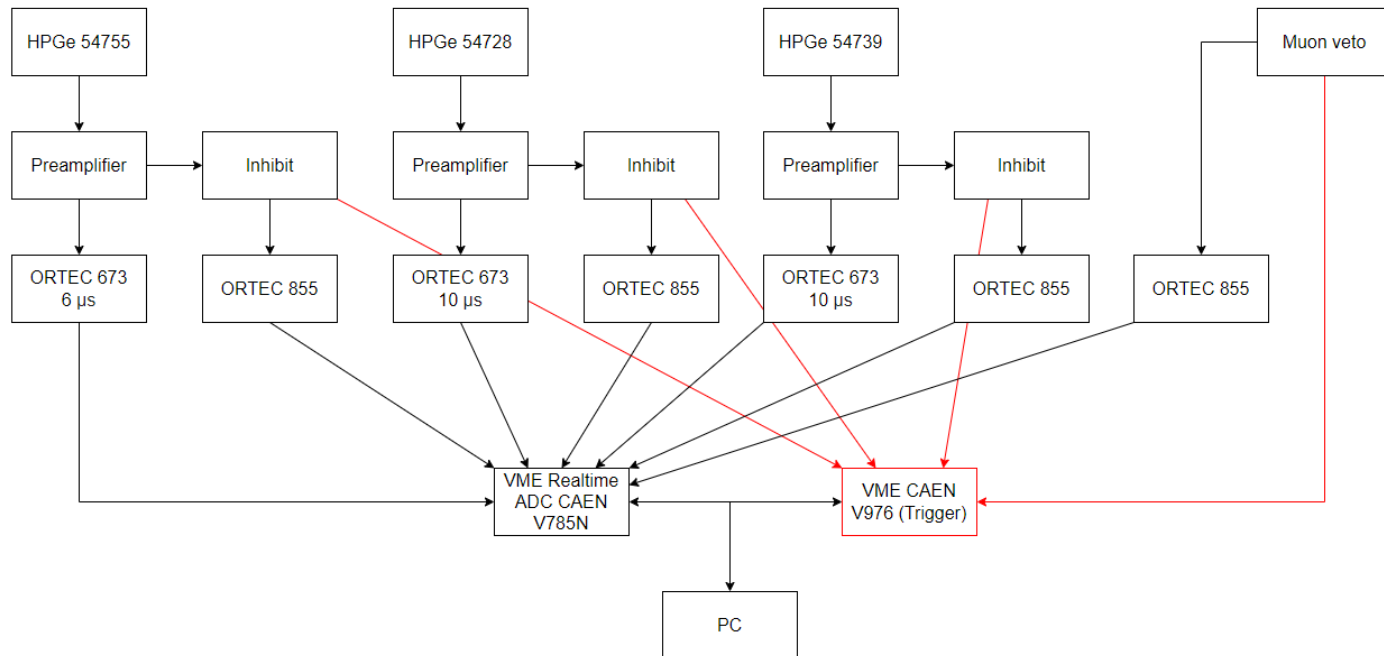 HPGe 54755
HPGe 54728
HPGe 54739
Muon veto
Preamplifier
Inhibit
Preamplifier
Inhibit
Preamplifier
Inhibit
ORTEC 673
6 μs
ORTEC 855
ORTEC 673
10 μs
ORTEC 855
ORTEC 673
10 μs
ORTEC 855
ORTEC 855
VME Realtime
ADC CAEN
V785N
VME CAEN
V976 (Trigger)
PC